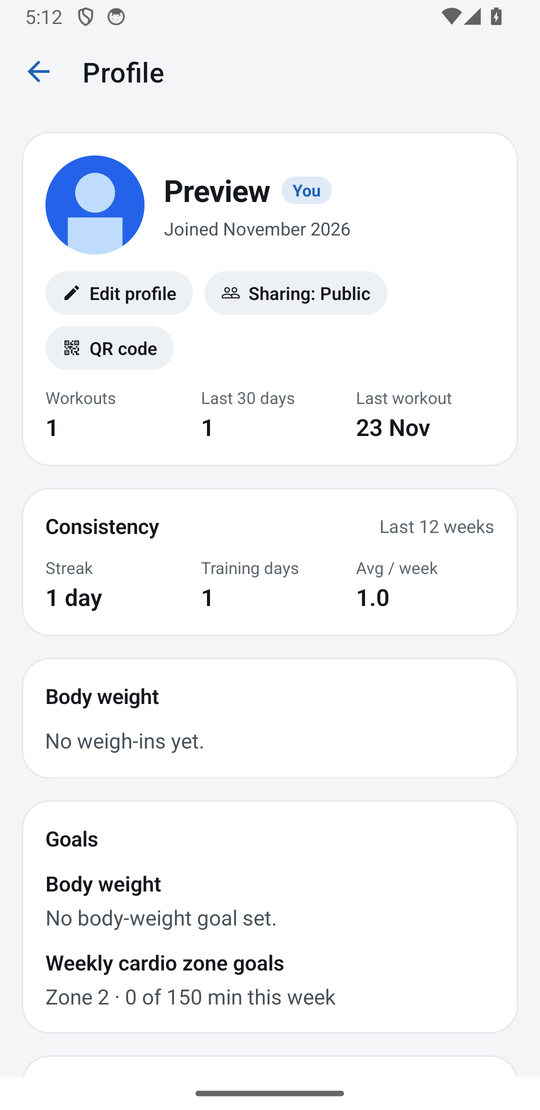 5:12
Profile
Preview
You
Joined November 2026
Edit profile
Sharing: Public
QR code
Workouts
Last 30 days
Last workout
1
1
23 Nov
Consistency
Last 12 weeks
Streak
Training days
Avg / week
1 day
1
1.0
Body weight
No weigh-ins yet.
Goals
Body weight
No body-weight goal set.
Weekly cardio zone goals
Zone 2 · 0 of 150 min this week